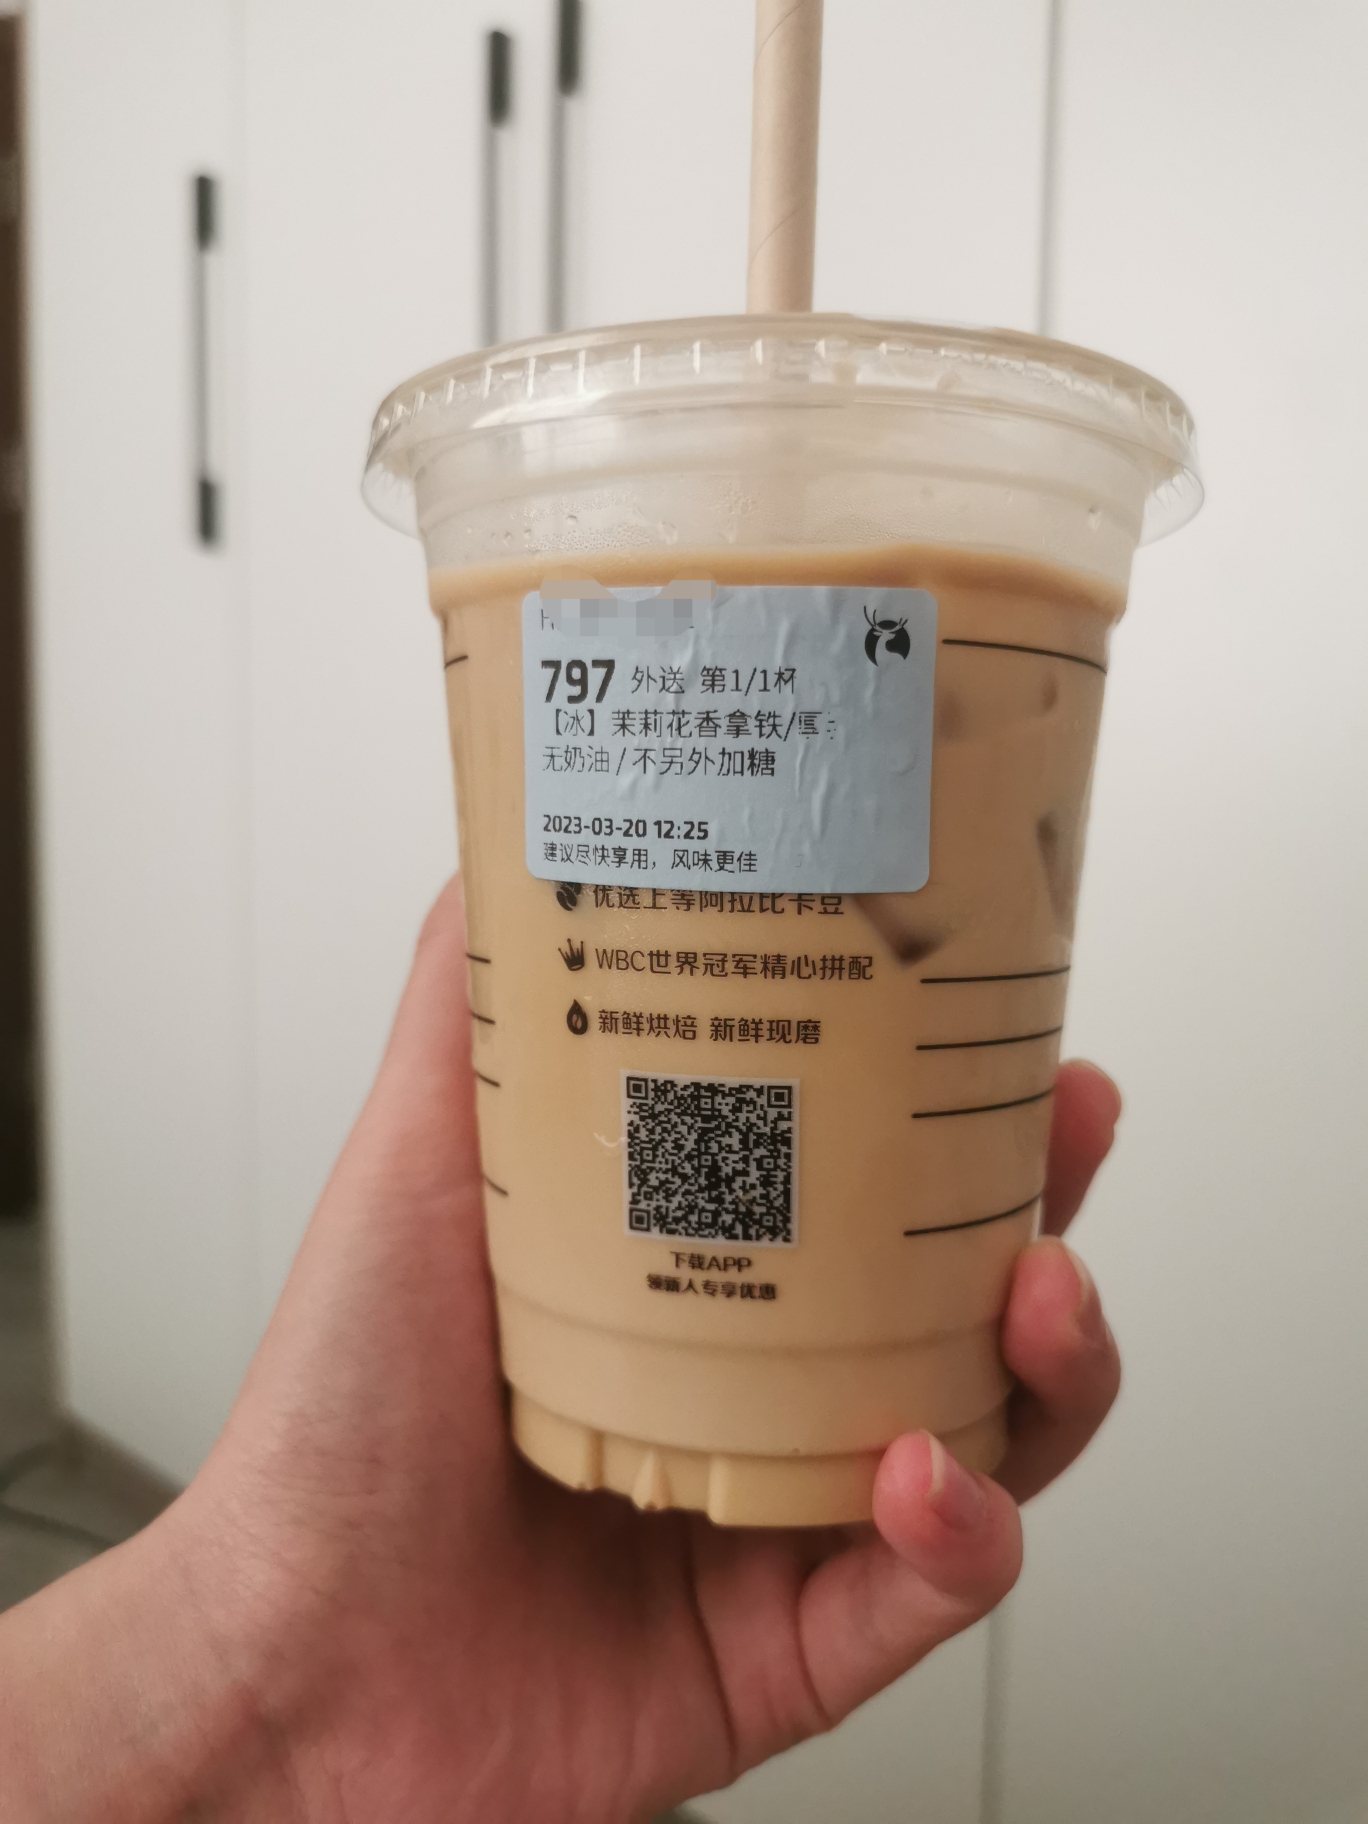 797 外送 第1/1杯
【冰】茉莉花香拿铁/厚
无奶油/不另外加糖
2023-03-20 12:25
建议尽快享用，风味更佳
优选上等阿拉比卡豆
WBC世界冠军精心拼配
新鲜烘焙 新鲜现磨
下载APP
领新人专享优惠